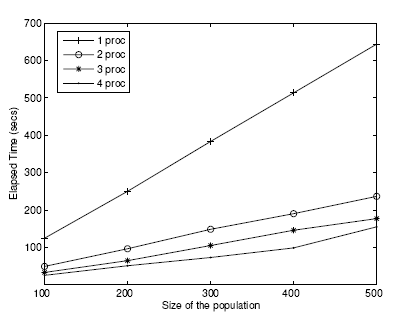 700
600
500
400
300
200
100
Elapsed Time (secs)
1 proc
2 proc
3 proc
4 proc
100 200 300 400 500
Size of the population